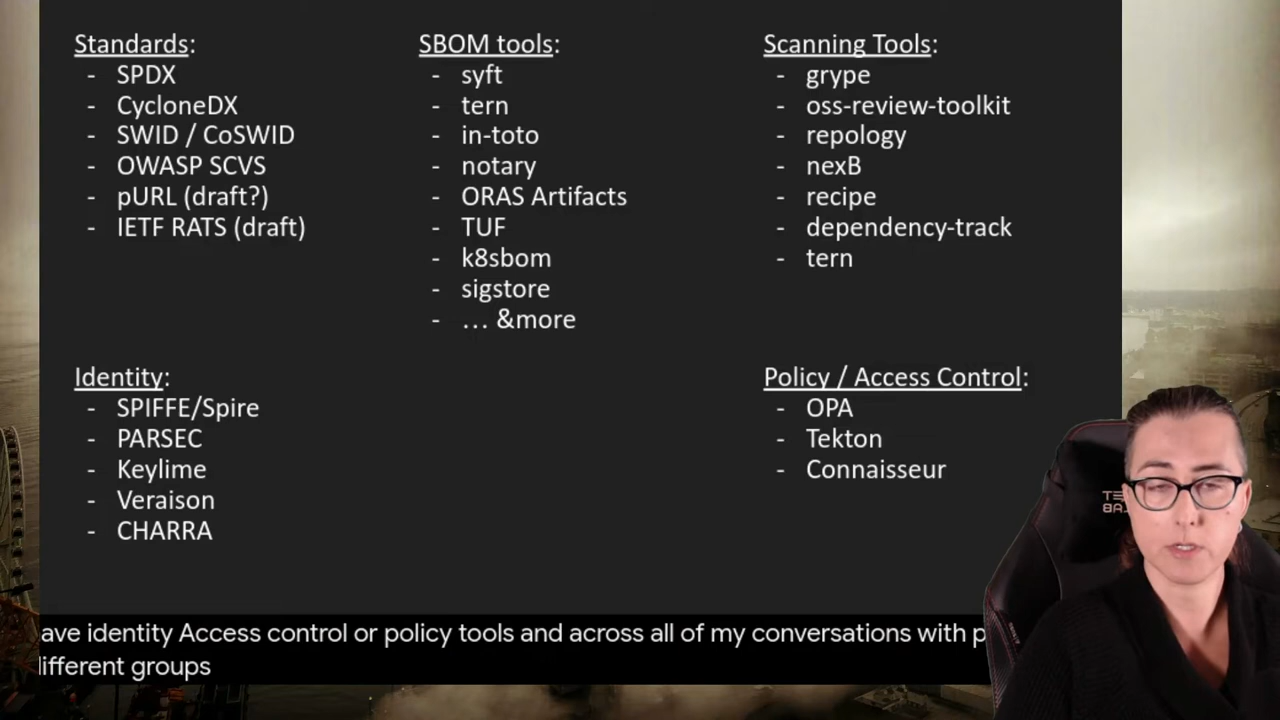 Standards:
- SPDX
- CycloneDX
- SWID / CoSWID
- OWASP SCVS
- pURL (draft?)
- IETF RATS (draft)
SBOM tools:
- syft
- tern
- in-toto
- notary
- ORAS Artifacts
- TUF
- k8sbom
- sigstore
- … &more
Scanning Tools:
- grype
- oss-review-toolkit
- repology
- nexB
- recipe
- dependency-track
- tern
Identity:
- SPIFFE/Spire
- PARSEC
- Keylime
- Veraison
- CHARRA
Policy / Access Control:
- OPA
- Tekton
- Connaisseur
ave identity Access control or policy tools and across all of my conversations with p
ifferent groups